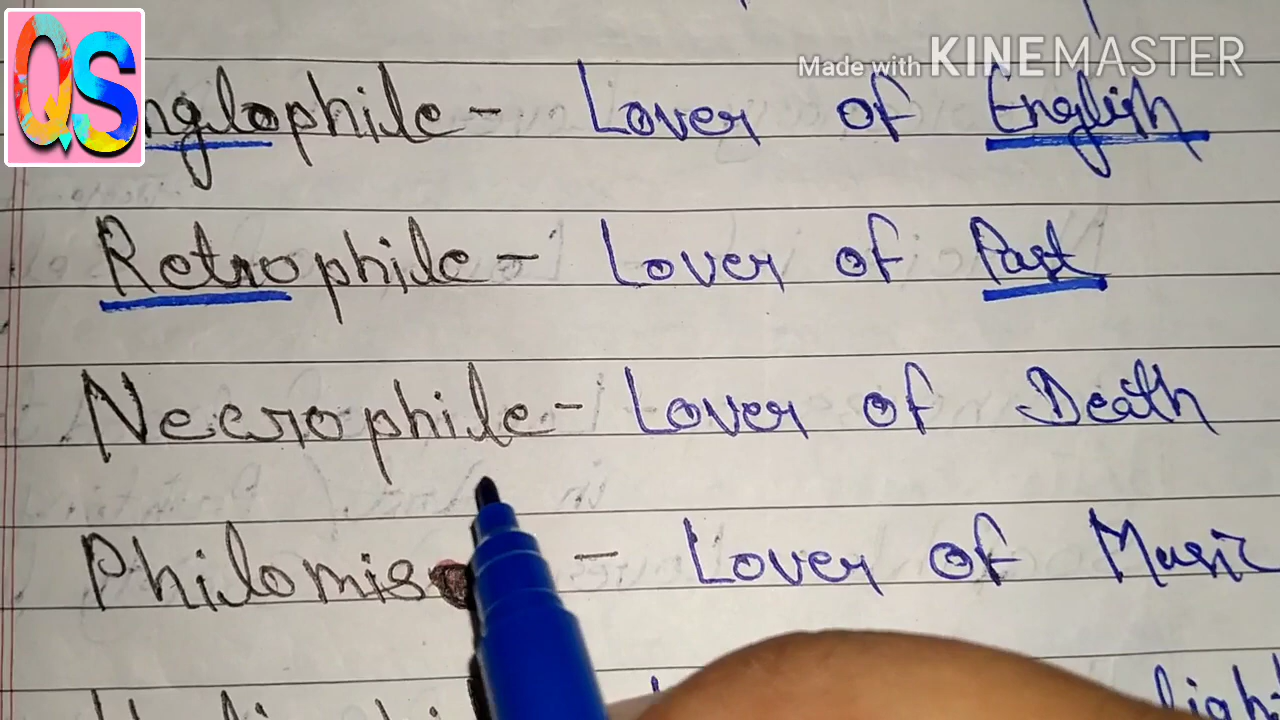 Made with KINEMASTER
QS
nglophile - Lover of English
Retrophile - Lover of Past
Necrophile - Lover of Death
Philomis - Lover of Music